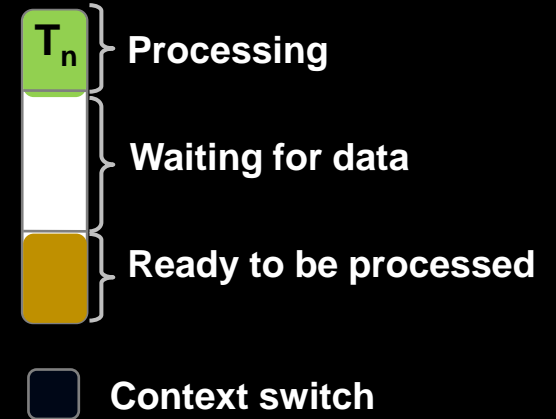 Tn
Processing
Waiting for data
Ready to be processed
Context switch